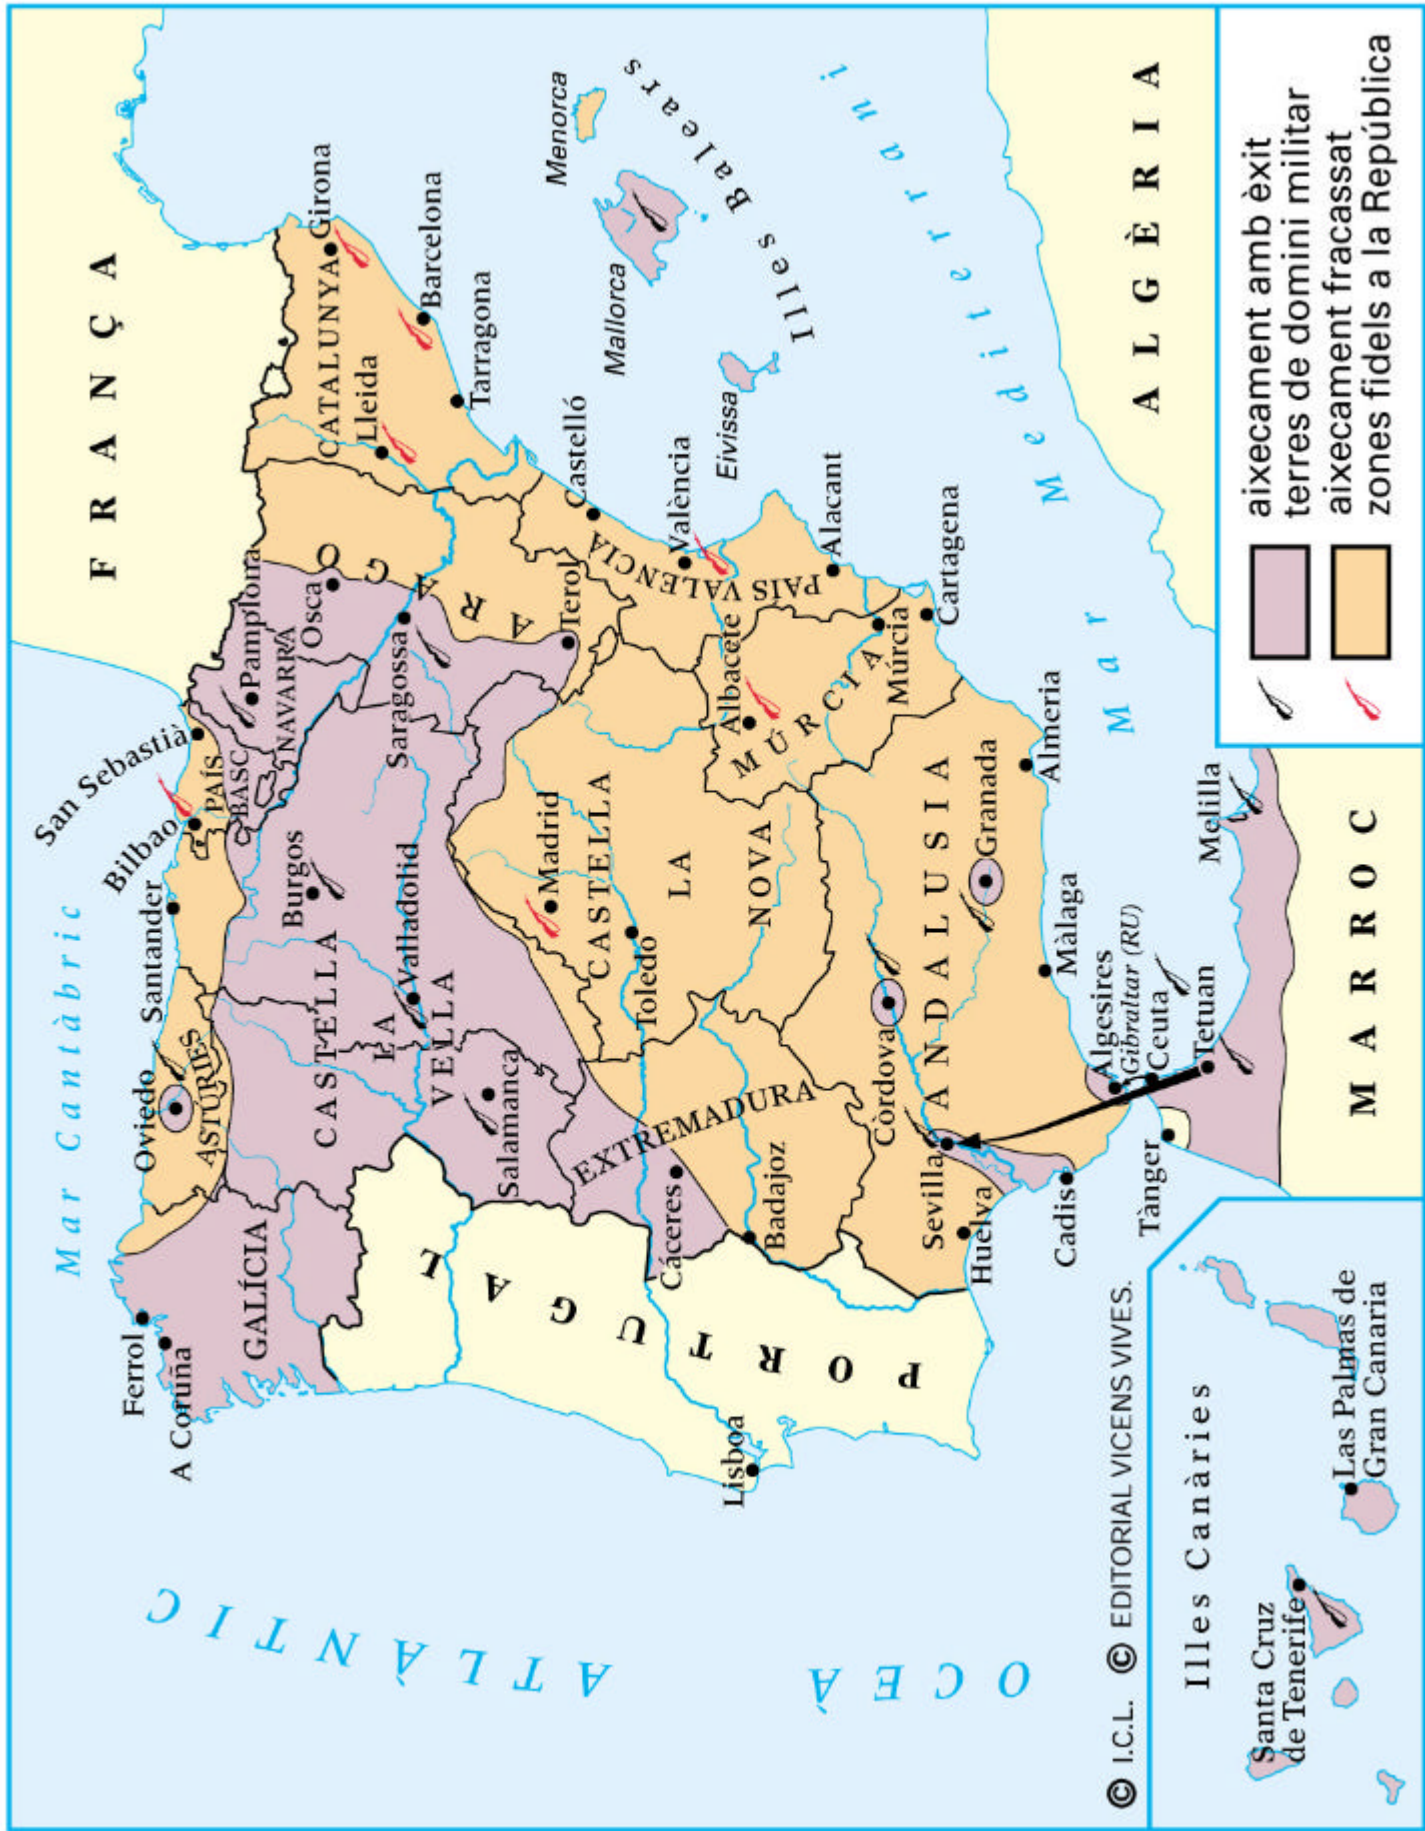 Mar Cantàbric
FRANÇA
Ferrol
A Coruña
GALÍCIA
Oviedo
ASTURIES
Santander
Bilbao
San Sebastià
PAÍS
BASC
Pamplona
NAVARRA
Osca
ARAGÓ
Saragossa
Terol
CATALUNYA
Girona
Lleida
Barcelona
Tarragona
Burgos
CASTELLA
LA
VELLA
Valladolid
Salamanca
Madrid
CASTELLA
LA
NOVA
Toledo
EXTREMADURA
Cáceres
Badajoz
PORTUGAL
Lisboa
Castelló
València
PAÍS VALENCIÀ
Alacant
Albacete
MÚRCIA
Múrcia
Cartagena
Menorca
Mallorca
Eivissa
Illes Balears
Còrdova
ANDALUSIA
Sevilla
Huelva
Cadis
Granada
Almeria
Màlaga
Algesires
Gibraltar (RU)
Ceuta
Tetuan
Tànger
Melilla
Mar Mediterrani
OCEÀ ATLÀNTIC
MARROC
ALGÈRIA
© I.C.L. © EDITORIAL VICENS VIVES.
Illes Canàries
Santa Cruz
de Tenerife
Las Palmas de
Gran Canaria
aixecament amb èxit
terres de domini militar
aixecament fracassat
zones fidels a la República